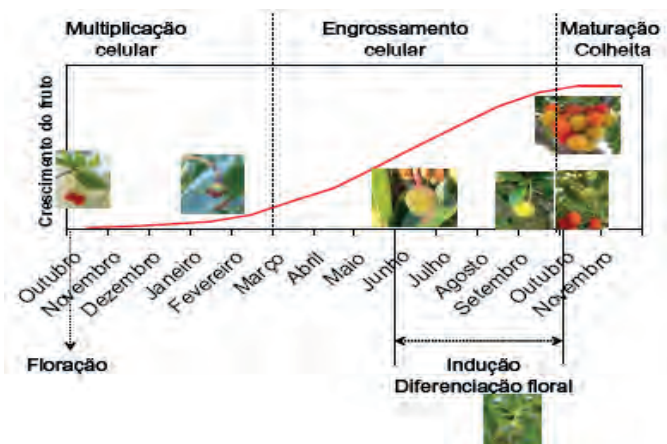 Multiplicação
celular
Engrossamento
celular
Maturação
Colheita
Crescimento do fruto
Outubro
Novembro
Dezembro
Janeiro
Fevereiro
Março
Abril
Maio
Junho
Julho
Agosto
Setembro
Outubro
Novembro
Floração
Indução
Diferenciação floral